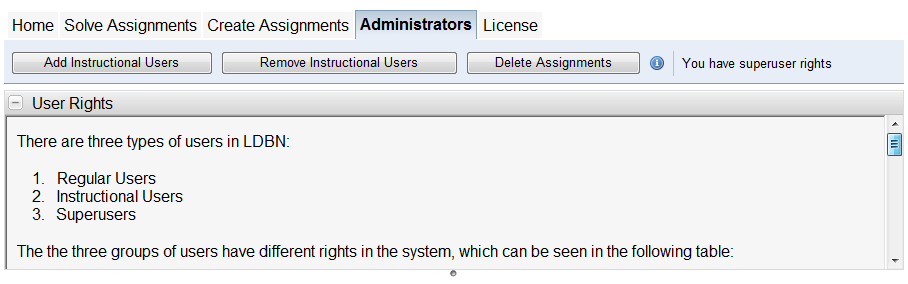 Home Solve Assignments Create Assignments Administrators License
Add Instructional Users Remove Instructional Users Delete Assignments You have superuser rights
User Rights
There are three types of users in LDBN:
1. Regular Users
2. Instructional Users
3. Superusers
The the three groups of users have different rights in the system, which can be seen in the following table: